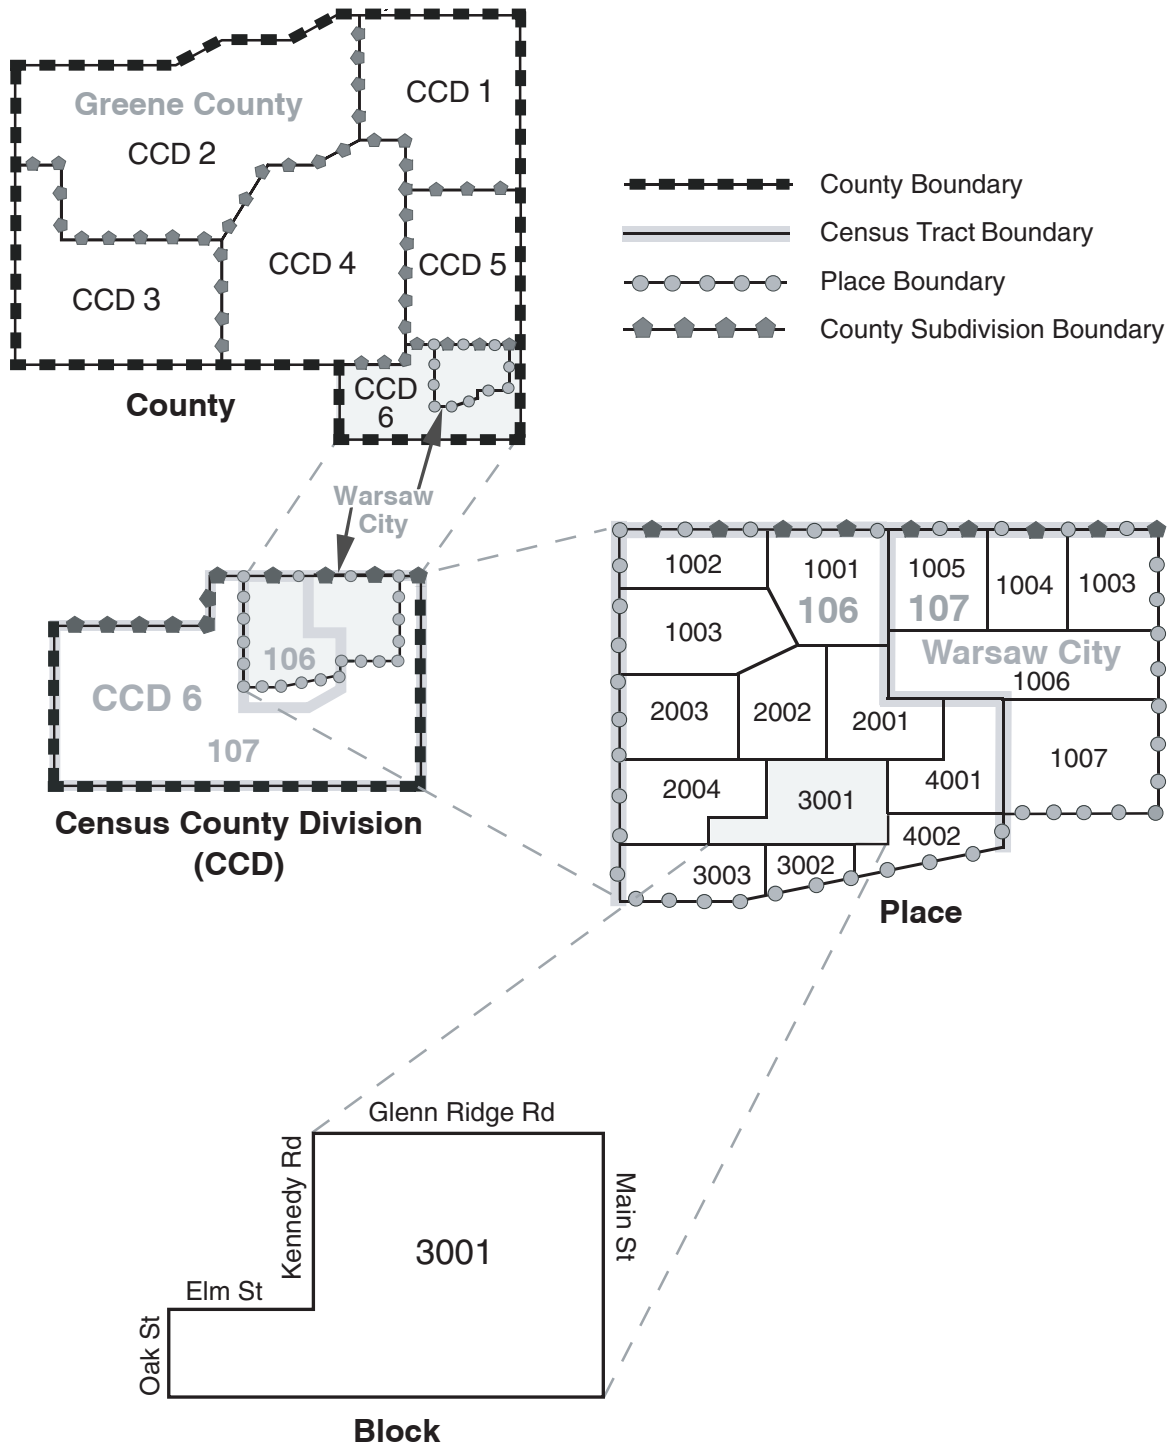 CCD 1
Greene County
CCD 2
CCD 4
CCD 5
CCD 3
CCD
6
County
County Boundary
Census Tract Boundary
Place Boundary
County Subdivision Boundary
Warsaw
City
106
CCD 6
107
Census County Division
(CCD)
1002
1001
1005
1004
1003
106
107
1003
Warsaw City
1006
2003
2002
2001
1007
2004
3001
4001
4002
3003
3002
Place
Glenn Ridge Rd
Kennedy Rd
Main St
3001
Elm St
Oak St
Block